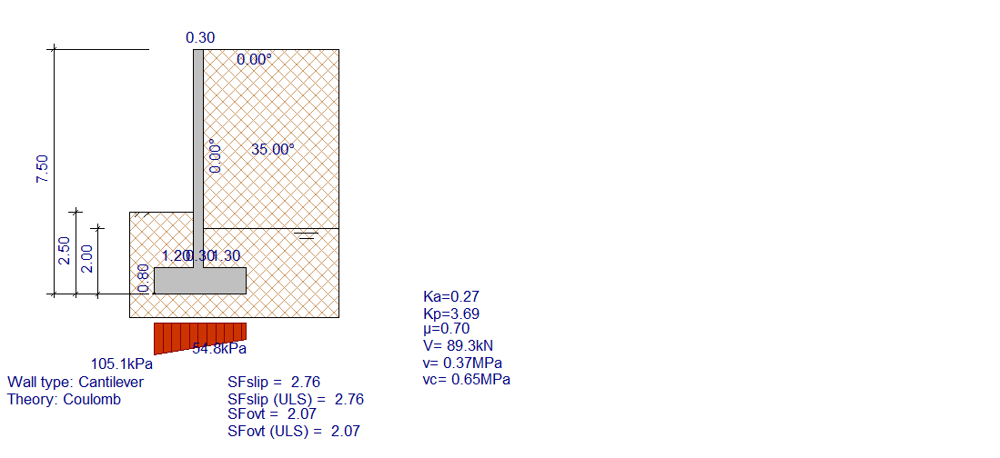 0.30
0.00°
0.00°
35.00°
7.50
2.50
2.00
1.20
0.30
1.30
0.80
54.8kPa
105.1kPa
Ka=0.27
Kp=3.69
µ=0.70
V= 89.3kN
v= 0.37MPa
vc= 0.65MPa
Wall type: Cantilever
Theory: Coulomb
SFslip = 2.76
SFslip (ULS) = 2.76
SFovt = 2.07
SFovt (ULS) = 2.07